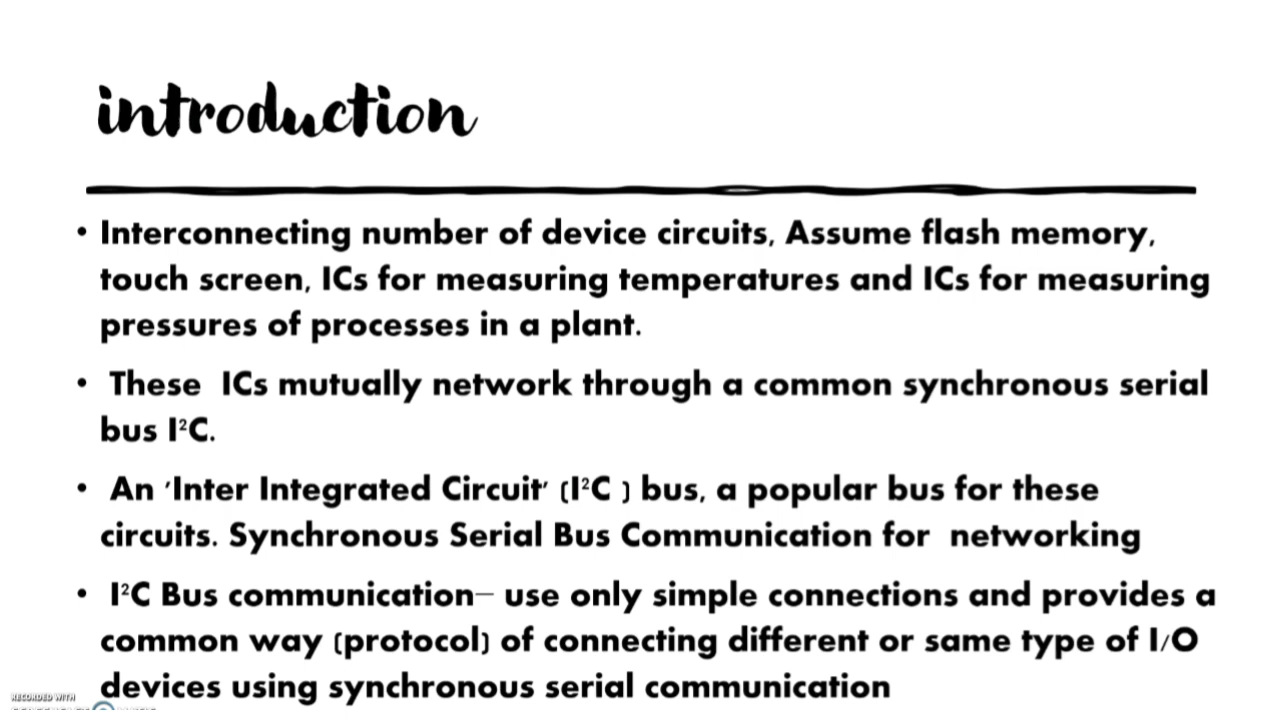 introduction
• Interconnecting number of device circuits, Assume flash memory,
touch screen, ICs for measuring temperatures and ICs for measuring
pressures of processes in a plant.
• These ICs mutually network through a common synchronous serial
bus I²C.
• An 'Inter Integrated Circuit' (I²C ) bus, a popular bus for these
circuits. Synchronous Serial Bus Communication for networking
• I²C Bus communication– use only simple connections and provides a
common way (protocol) of connecting different or same type of I/O
devices using synchronous serial communication
RECORDED WITH